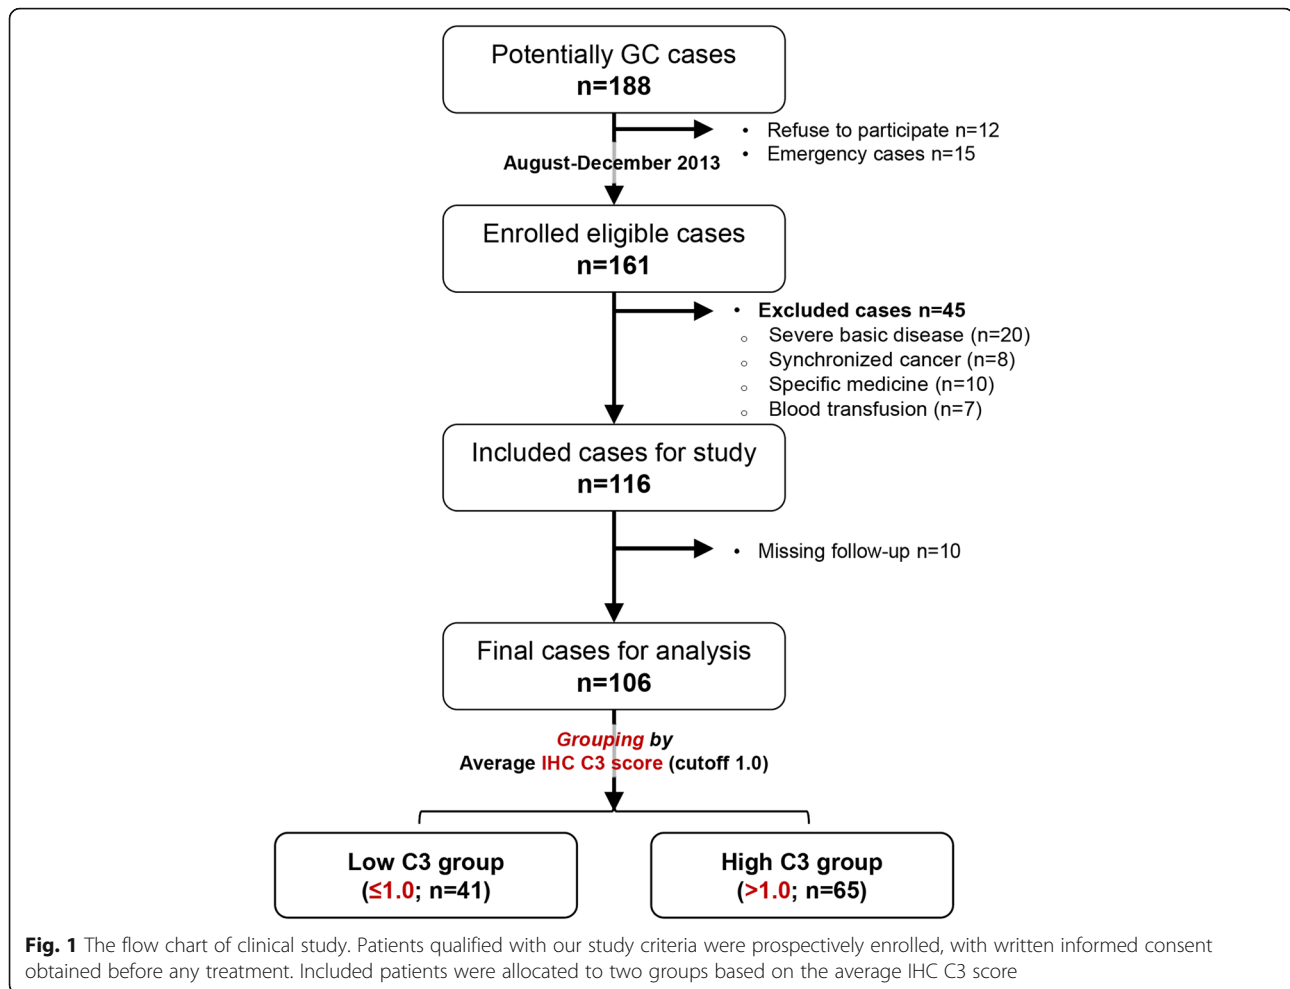 Potentially GC cases
n=188
• Refuse to participate n=12
• Emergency cases n=15
August-December 2013
Enrolled eligible cases
n=161
• Excluded cases n=45
○ Severe basic disease (n=20)
○ Synchronized cancer (n=8)
○ Specific medicine (n=10)
○ Blood transfusion (n=7)
Included cases for study
n=116
• Missing follow-up n=10
Final cases for analysis
n=106
Grouping by
Average IHC C3 score (cutoff 1.0)
Low C3 group
(≤1.0; n=41)
High C3 group
(>1.0; n=65)
Fig. 1 The flow chart of clinical study. Patients qualified with our study criteria were prospectively enrolled, with written informed consent
obtained before any treatment. Included patients were allocated to two groups based on the average IHC C3 score